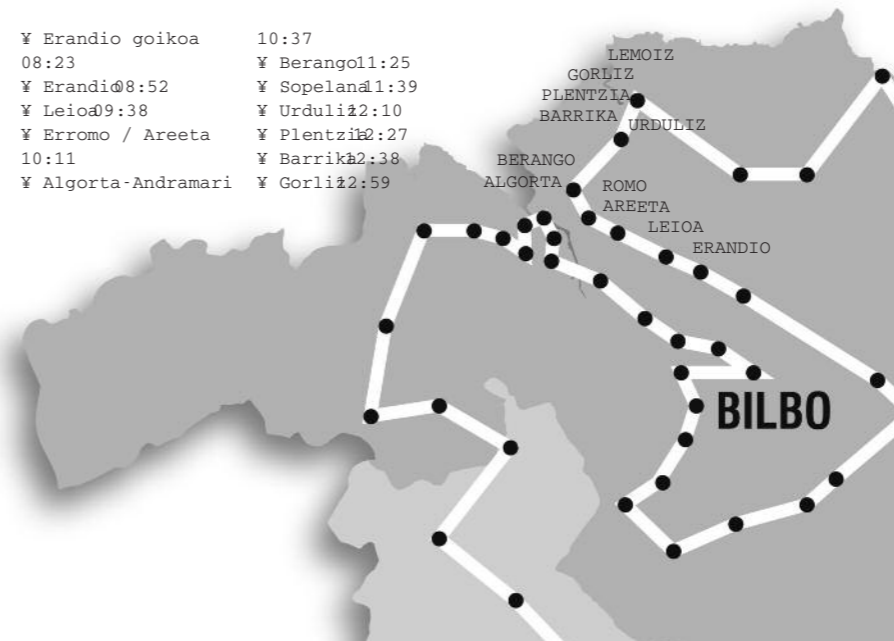 ¥ Erandio goikoa
08:23
¥ Erandio08:52
¥ Leioa09:38
¥ Erromo / Areeta
10:11
¥ Algorta-Andramari
10:37
¥ Berango11:25
¥ Sopelana11:39
¥ Urduliz12:10
¥ Plentzia12:27
¥ Barrika12:38
¥ Gorliz12:59
LEMOIZ
GORLIZ
PLENTZIA
BARRIKA
URDULIZ
BERANGO
ALGORTA
ROMO
AREETA
LEIOA
ERANDIO
BILBO